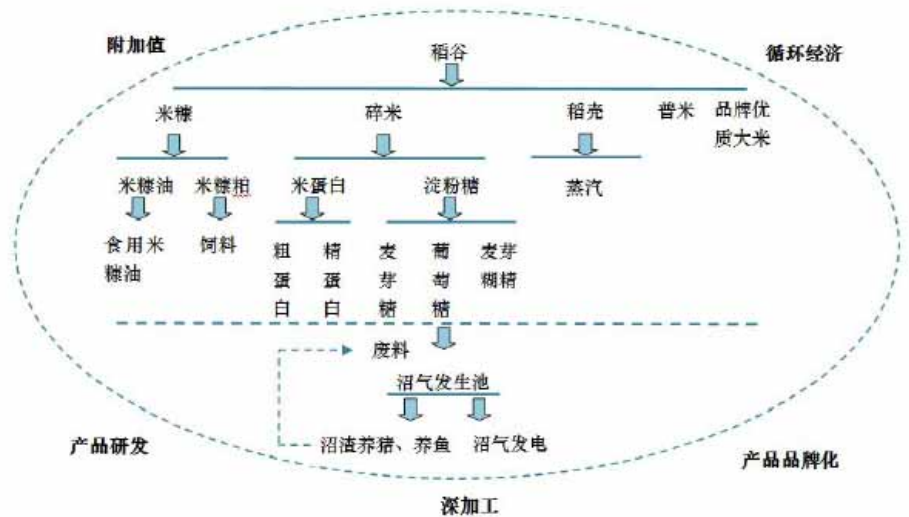 附加值
循环经济
稻谷
米糠
碎米
稻壳
普米
品牌优
质大米
米糠油
米糠粕
米蛋白
淀粉糖
蒸汽
食用米
糠油
饲料
粗蛋白
精蛋白
麦芽糖
葡萄糖
麦芽
糊精
废料
沼气发生池
沼渣养猪、养鱼
沼气发电
产品研发
产品品牌化
深加工